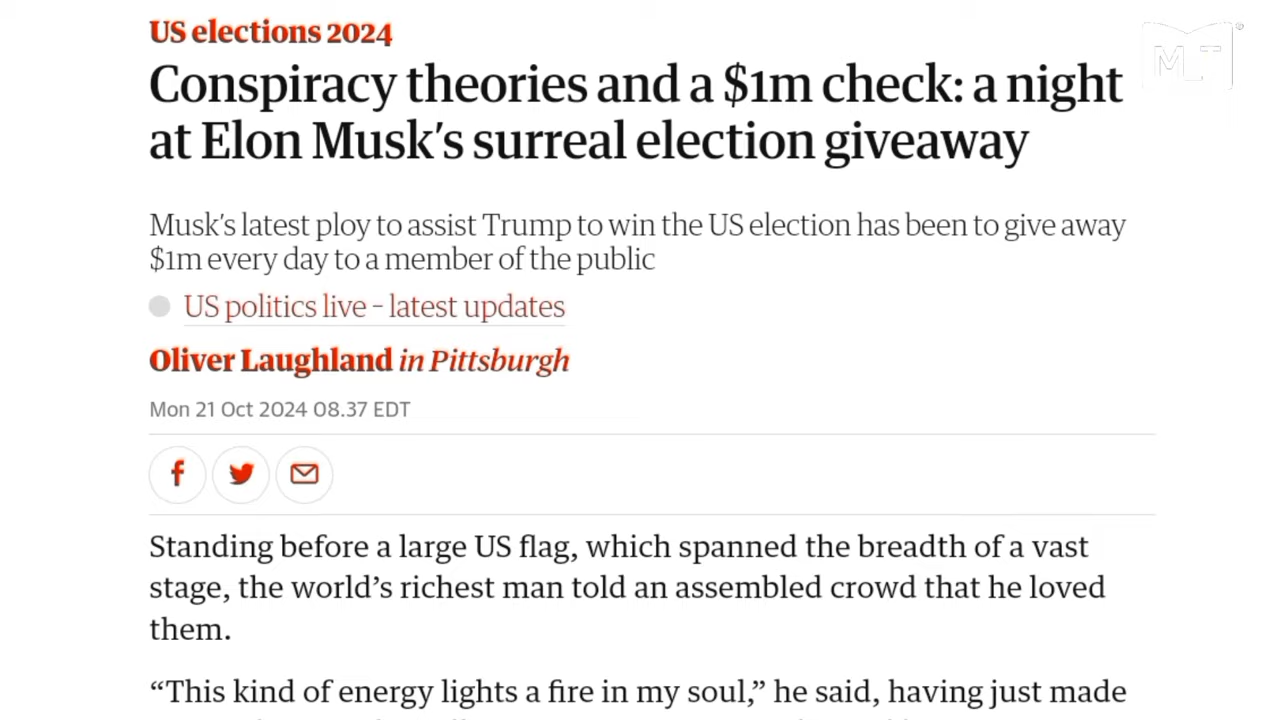 US elections 2024
Conspiracy theories and a $1m check: a night
at Elon Musk’s surreal election giveaway
Musk’s latest ploy to assist Trump to win the US election has been to give away
$1m every day to a member of the public
US politics live – latest updates
Oliver Laughland in Pittsburgh
Mon 21 Oct 2024 08.37 EDT
Standing before a large US flag, which spanned the breadth of a vast
stage, the world’s richest man told an assembled crowd that he loved
them.
“This kind of energy lights a fire in my soul,” he said, having just made
MLT